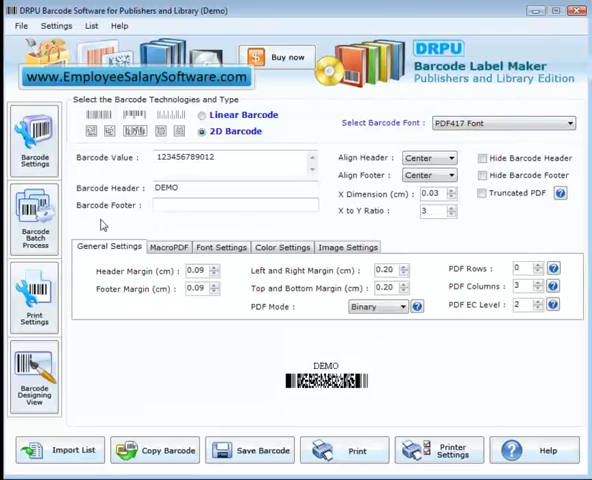 DRPU Barcode Software for Publishers and Library (Demo)
File Settings List Help
www.EmployeeSalarySoftware.com
Buy now
DRPU
Barcode Label Maker
Publishers and Library Edition
Select the Barcode Technologies and Type
Linear Barcode
2D Barcode
Select Barcode Font : PDF417 Font
Barcode Settings
Barcode Batch Process
Print Settings
Barcode Designing View
Barcode Value : 123456789012
Barcode Header : DEMO
Barcode Footer :
Align Header : Center
Align Footer : Center
X Dimension (cm) : 0.03
X to Y Ratio : 3
Hide Barcode Header
Hide Barcode Footer
Truncated PDF ?
General Settings MacroPDF Font Settings Color Settings Image Settings
Header Margin (cm) : 0.09
Footer Margin (cm) : 0.09
Left and Right Margin (cm) : 0.20
Top and Bottom Margin (cm) : 0.20
PDF Mode : Binary ?
PDF Rows : 0 ?
PDF Columns : 3 ?
PDF EC Level : 2 ?
DEMO
Import List
Copy Barcode
Save Barcode
Print
Printer Settings
? Help